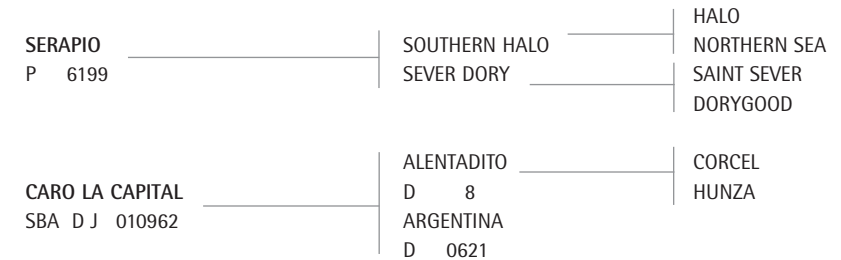 SERAPIO
P 6199
SOUTHERN HALO
SEVER DORY
HALO
NORTHERN SEA
SAINT SEVER
DORYGOOD
CARO LA CAPITAL
SBA D J 010962
ALENTADITO
D 8
ARGENTINA
D 0621
CORCEL
HUNZA